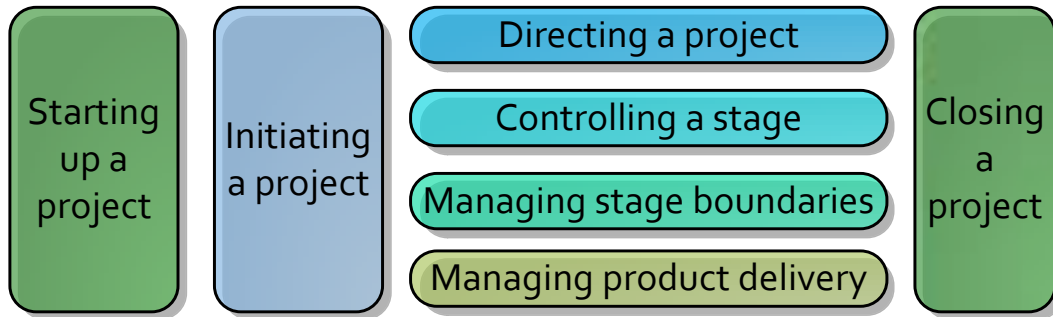 Starting
up a
project
Initiating
a project
Directing a project
Controlling a stage
Managing stage boundaries
Managing product delivery
Closing
a
project